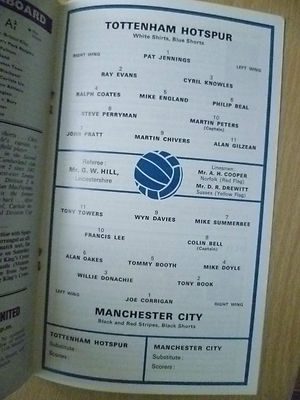 BOARD
TOTTENHAM HOTSPUR
White Shirts, Blue Shorts
RIGHT WING
LEFT WING
1
PAT JENNINGS
2
RAY EVANS
3
CYRIL KNOWLES
4
RALPH COATES
5
MIKE ENGLAND
6
PHILIP BEAL
8
STEVE PERRYMAN
10
MARTIN PETERS
(Captain)
7
JOHN PRATT
9
MARTIN CHIVERS
11
ALAN GILZEAN
Referee :
Mr. G. W. HILL,
Leicestershire
Linesmen:
Mr. A. H. COOPER
Norfolk (Red Flag)
Mr. D. R. DREWITT
Sussex (Yellow Flag)
11
TONY TOWERS
9
WYN DAVIES
7
MIKE SUMMERBEE
10
FRANCIS LEE
8
COLIN BELL
(Captain)
6
ALAN OAKES
5
TOMMY BOOTH
4
MIKE DOYLE
3
WILLIE DONACHIE
2
TONY BOOK
1
JOE CORRIGAN
LEFT WING
RIGHT WING
MANCHESTER CITY
Black and Red Stripes, Black Shorts
TOTTENHAM HOTSPUR
Substitute :
Scorers :
MANCHESTER CITY
Substitute :
Scorers :